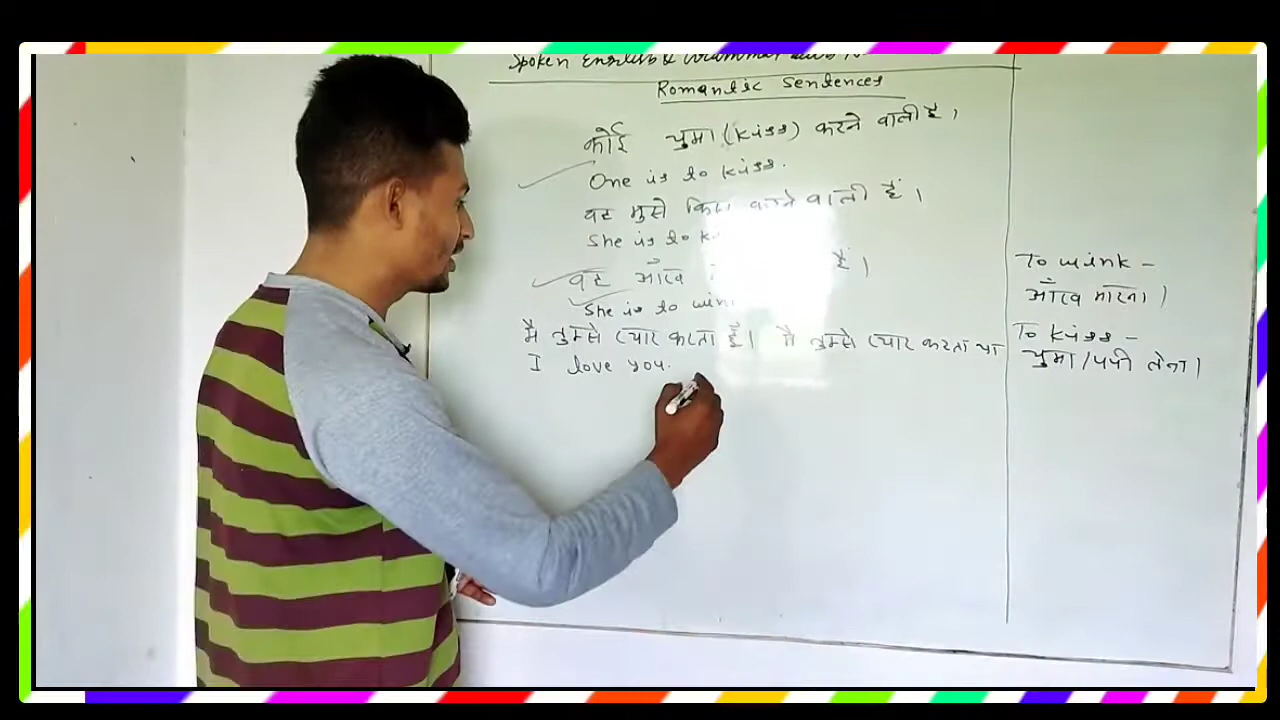 Spoken English &
Romantic Sentences
कोई चुमा (kiss) करने वाली है।
One is to kiss.
वह मुझे किस करने वाली हैं।
She is to
वह आँख हैं।
She is to win
मैं तुमसे प्यार करता हूँ। मैं तुमसे प्यार करता था
I love you.
To wink -
आँख मारना।
To kiss -
चुमा/पपी लेना।